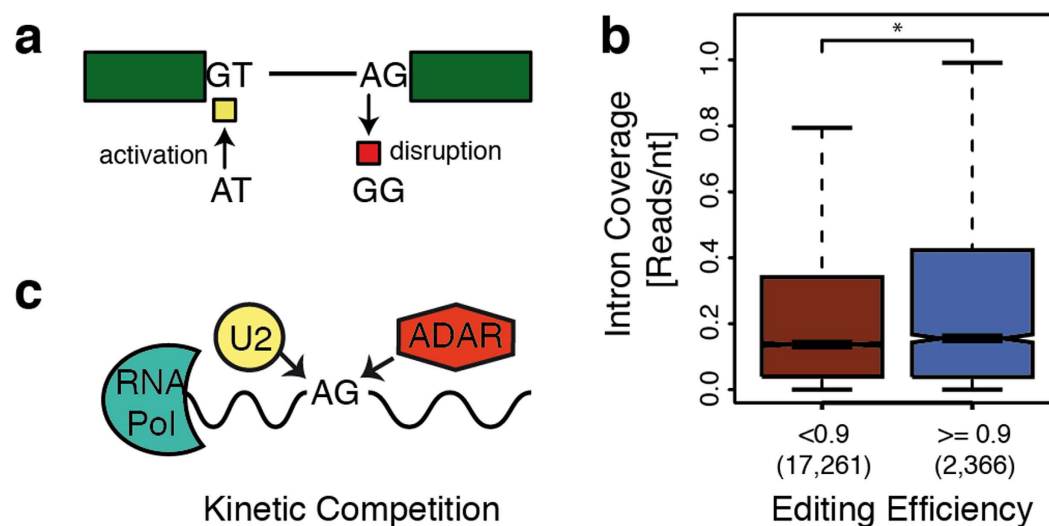 a
GT AG
activation
disruption
AT GG
b
*
Intron Coverage
[Reads/nt]
0.0 0.2 0.4 0.6 0.8 1.0
<0.9 >= 0.9
(17,261) (2,366)
Editing Efficiency
c
U2
ADAR
RNA
Pol
AG
Kinetic Competition